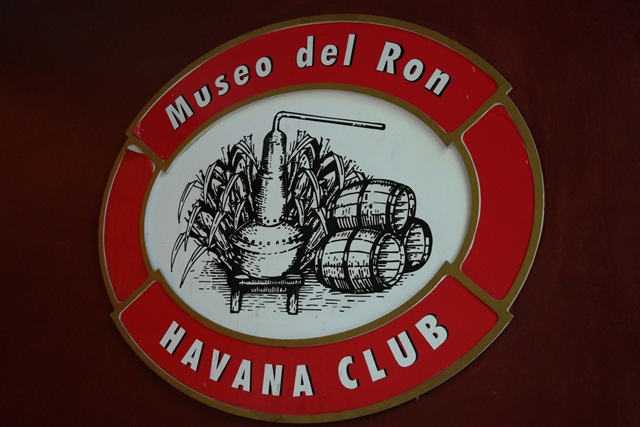 Museo del Ron
HAVANA CLUB